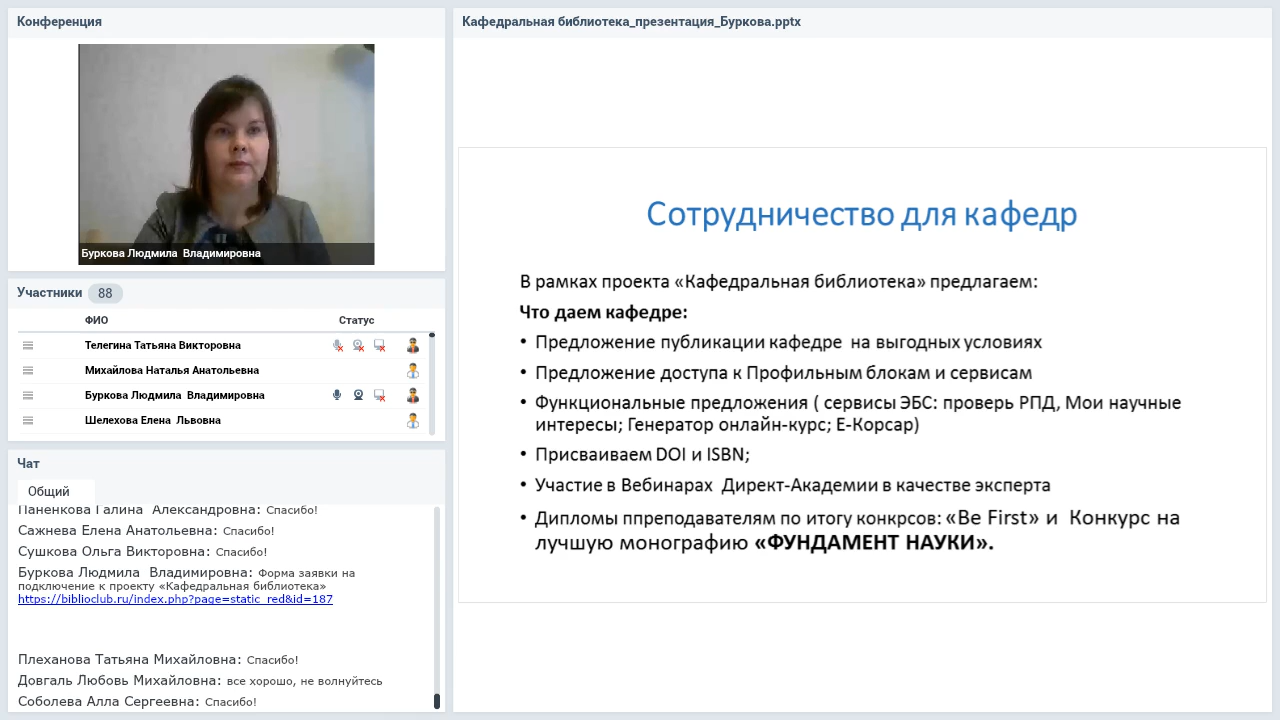 Конференция
Буркова Людмила  Владимировна
Участники 88
ФИО Статус
Телегина Татьяна Викторовна
Михайлова Наталья Анатольевна
Буркова Людмила  Владимировна
Шелехова Елена  Львовна
Чат
Общий
Паненкова Галина  Александровна: Спасибо!
Сажнева Елена Анатольевна: Спасибо!
Сушкова Ольга Викторовна: Спасибо!
Буркова Людмила  Владимировна: Форма заявки на
подключение к проекту «Кафедральная библиотека»
https://biblioclub.ru/index.php?page=static_red&id=187
Плеханова Татьяна Михайловна: Спасибо!
Довгаль Любовь Михайловна: все хорошо, не волнуйтесь
Соболева Алла Сергеевна: Спасибо!
Кафедральная библиотека_презентация_Буркова.pptx
Сотрудничество для кафедр
В рамках проекта «Кафедральная библиотека» предлагаем:
Что даем кафедре:
• Предложение публикации кафедре  на выгодных условиях
• Предложение доступа к Профильным блокам и сервисам
• Функциональные предложения ( сервисы ЭБС: проверь РПД, Мои научные
интересы; Генератор онлайн-курс; Е-Корсар)
• Присваиваем DOI и ISBN;
• Участие в Вебинарах  Директ-Академии в качестве эксперта
• Дипломы ппреподавателям по итогу конкрсов: «Be First» и  Конкурс на
лучшую монографию «ФУНДАМЕНТ НАУКИ».